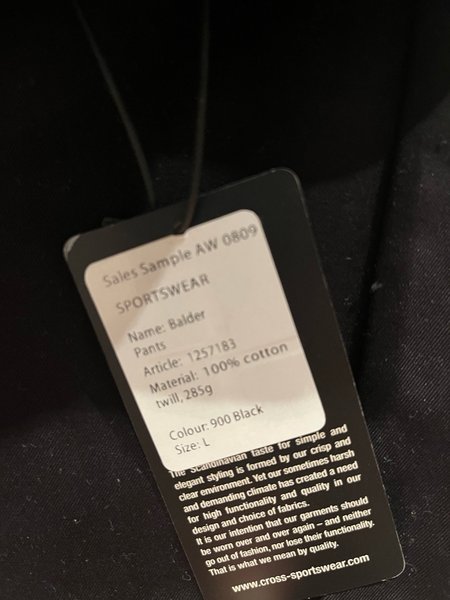 Sales Sample AW 0809
SPORTSWEAR
Name: Balder
Pants
Article: 1257183
Material: 100% cotton
twill, 285g
Colour: 900 Black
Size: L
The Scandinavian taste for simple and
elegant styling is formed by our crisp and
clear environment. Yet our sometimes harsh
and demanding climate has created a need
for high functionality and quality in our
design and choice of fabrics.
It is our intention that our garments should
be worn over and over again – and neither
go out of fashion, nor lose their functionality.
That is what we mean by quality.
www.cross-sportswear.com